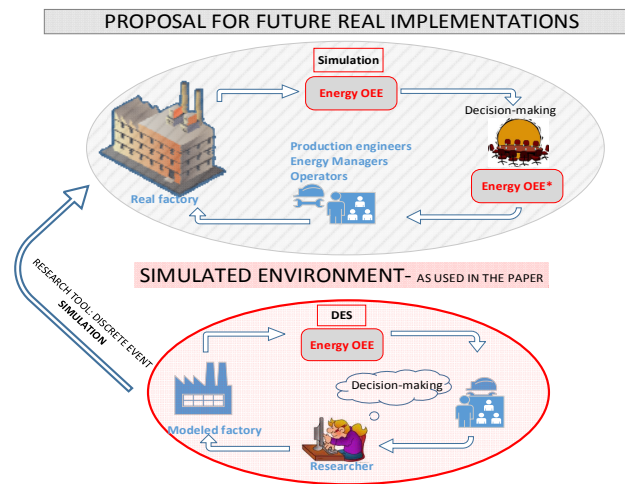 PROPOSAL FOR FUTURE REAL IMPLEMENTATIONS
Simulation
Energy OEE
Decision-making
Production engineers
Energy Managers
Operators
Energy OEE*
Real factory
SIMULATED ENVIRONMENT- AS USED IN THE PAPER
RESEARCH TOOL: DISCRETE EVENT
SIMULATION
DES
Energy OEE
Decision-making
Modeled factory
Researcher